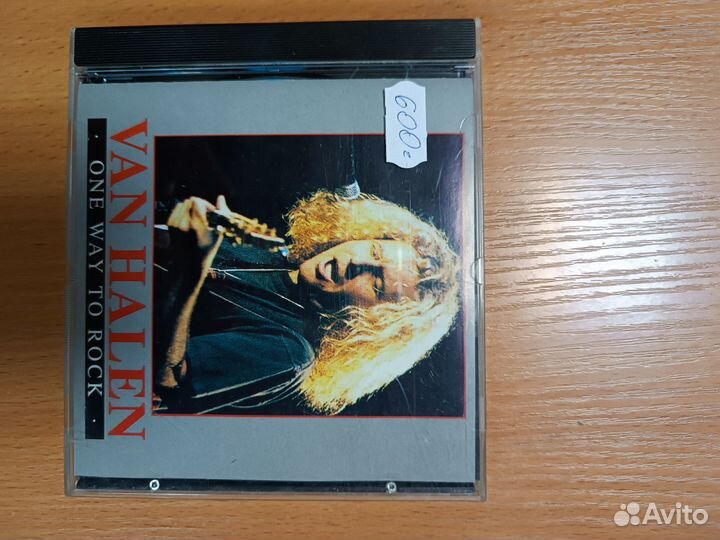 VAN HALEN
· ONE WAY TO ROCK ·
600=
Avito